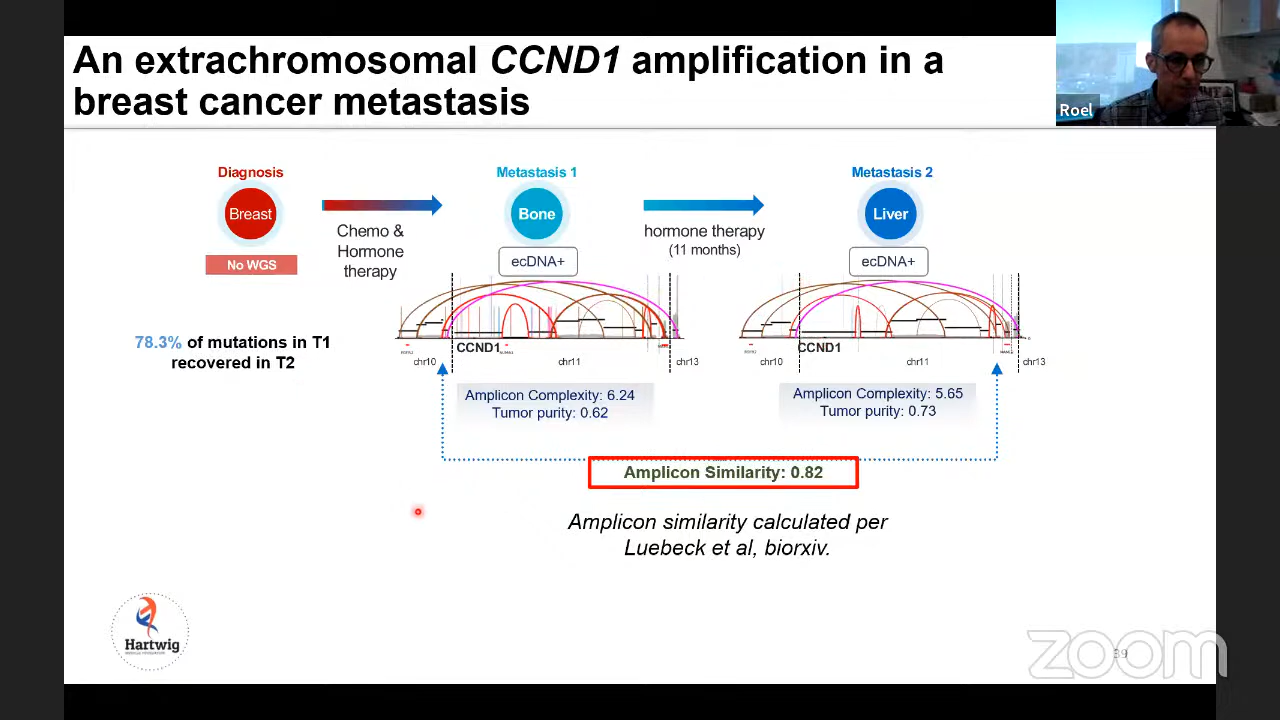 An extrachromosomal CCND1 amplification in a
breast cancer metastasis
Roel
Diagnosis
Breast
No WGS
Chemo &
Hormone
therapy
Metastasis 1
Bone
ecDNA+
hormone therapy
(11 months)
Metastasis 2
Liver
ecDNA+
78.3% of mutations in T1
recovered in T2
CCND1
chr10
chr11
chr13
CCND1
chr10
chr11
chr13
Amplicon Complexity: 6.24
Tumor purity: 0.62
Amplicon Complexity: 5.65
Tumor purity: 0.73
Amplicon Similarity: 0.82
Amplicon similarity calculated per
Luebeck et al, biorxiv.
Hartwig
zoom
39